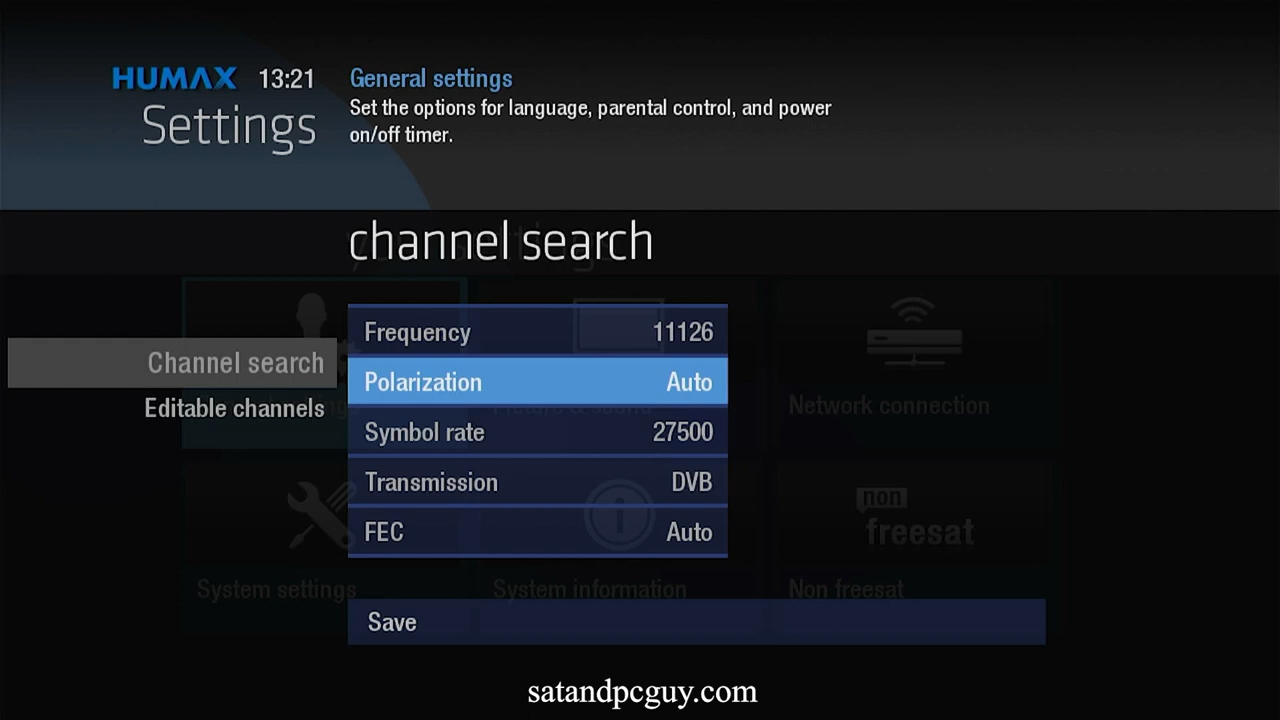 HUMAX 13:21
Settings
General settings
Set the options for language, parental control, and power
on/off timer.
channel search
Channel search
Editable channels
Frequency 11126
Polarization Auto
Symbol rate 27500
Transmission DVB
FEC Auto
Network connection
non
freesat
System settings
System information
Non freesat
Save
satandpcguy.com